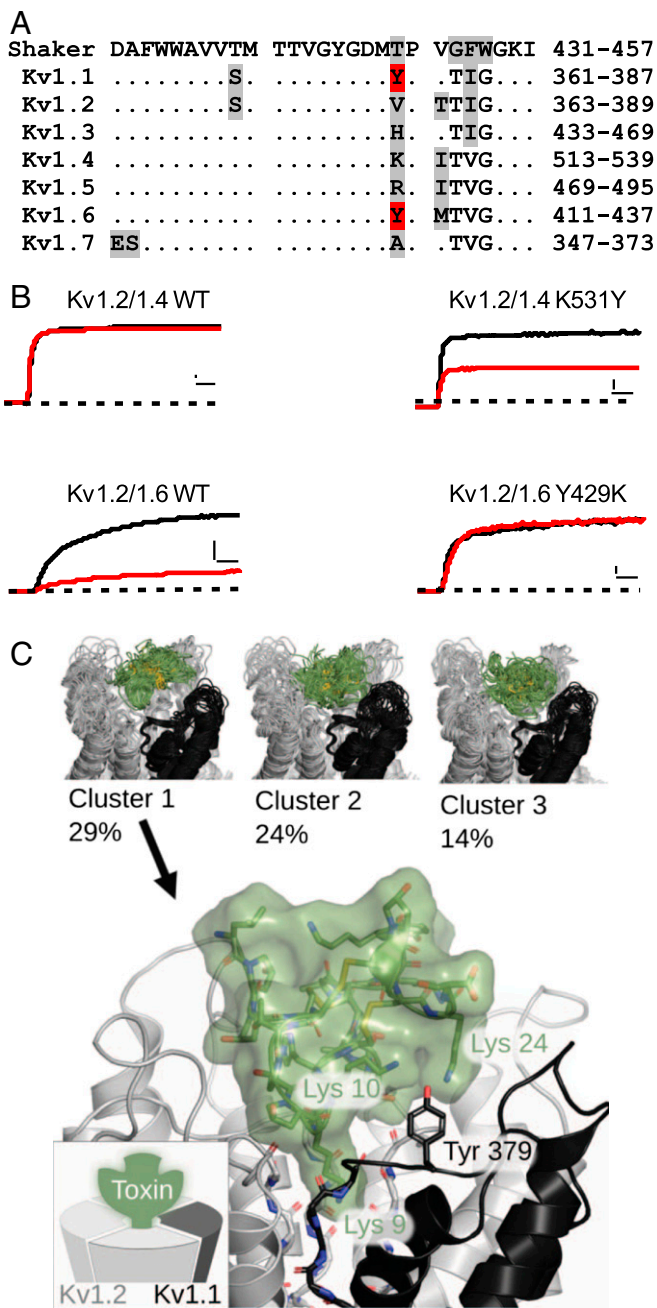 A
Shaker DAFWWAVVTM TTVGYGDMTP VGFWGKI 431-457
Kv1.1 ........S. ........Y. ..TIG... 361-387
Kv1.2 ........S. ........V. T.TIG... 363-389
Kv1.3 .......... ........H. ..TIG... 433-469
Kv1.4 .......... ........K. ITVG... 513-539
Kv1.5 .......... ........R. ITVG... 469-495
Kv1.6 .......... ........Y. MTVG... 411-437
Kv1.7 ES........ ........A. ..TVG... 347-373
B
Kv1.2/1.4 WT Kv1.2/1.4 K531Y
Kv1.2/1.6 WT Kv1.2/1.6 Y429K
C
Cluster 1 Cluster 2 Cluster 3
29% 24% 14%
Lys 24
Lys 10
Tyr 379
Toxin
Lys 9
Kv1.2 Kv1.1